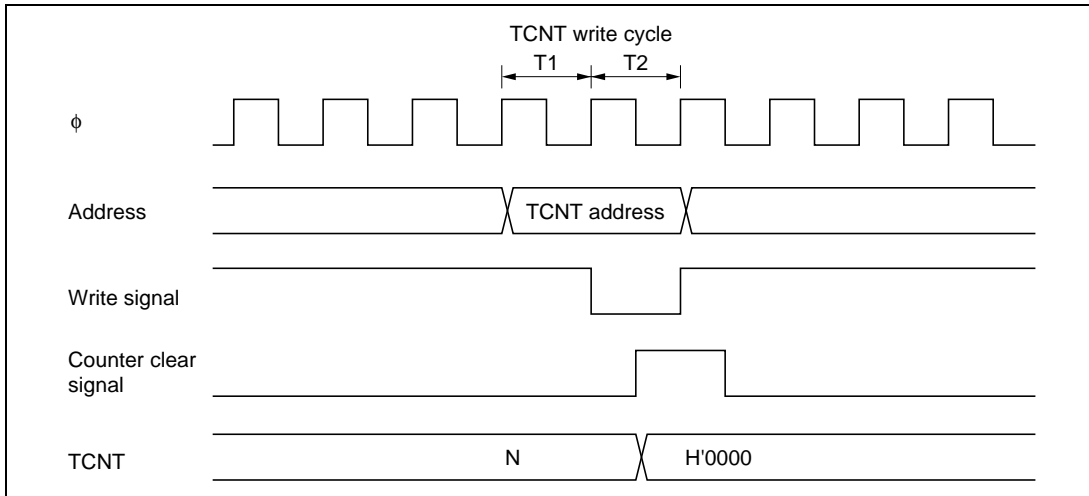 TCNT write cycle
T1 T2
ϕ
Address
TCNT address
Write signal
Counter clear
signal
TCNT
N
H'0000